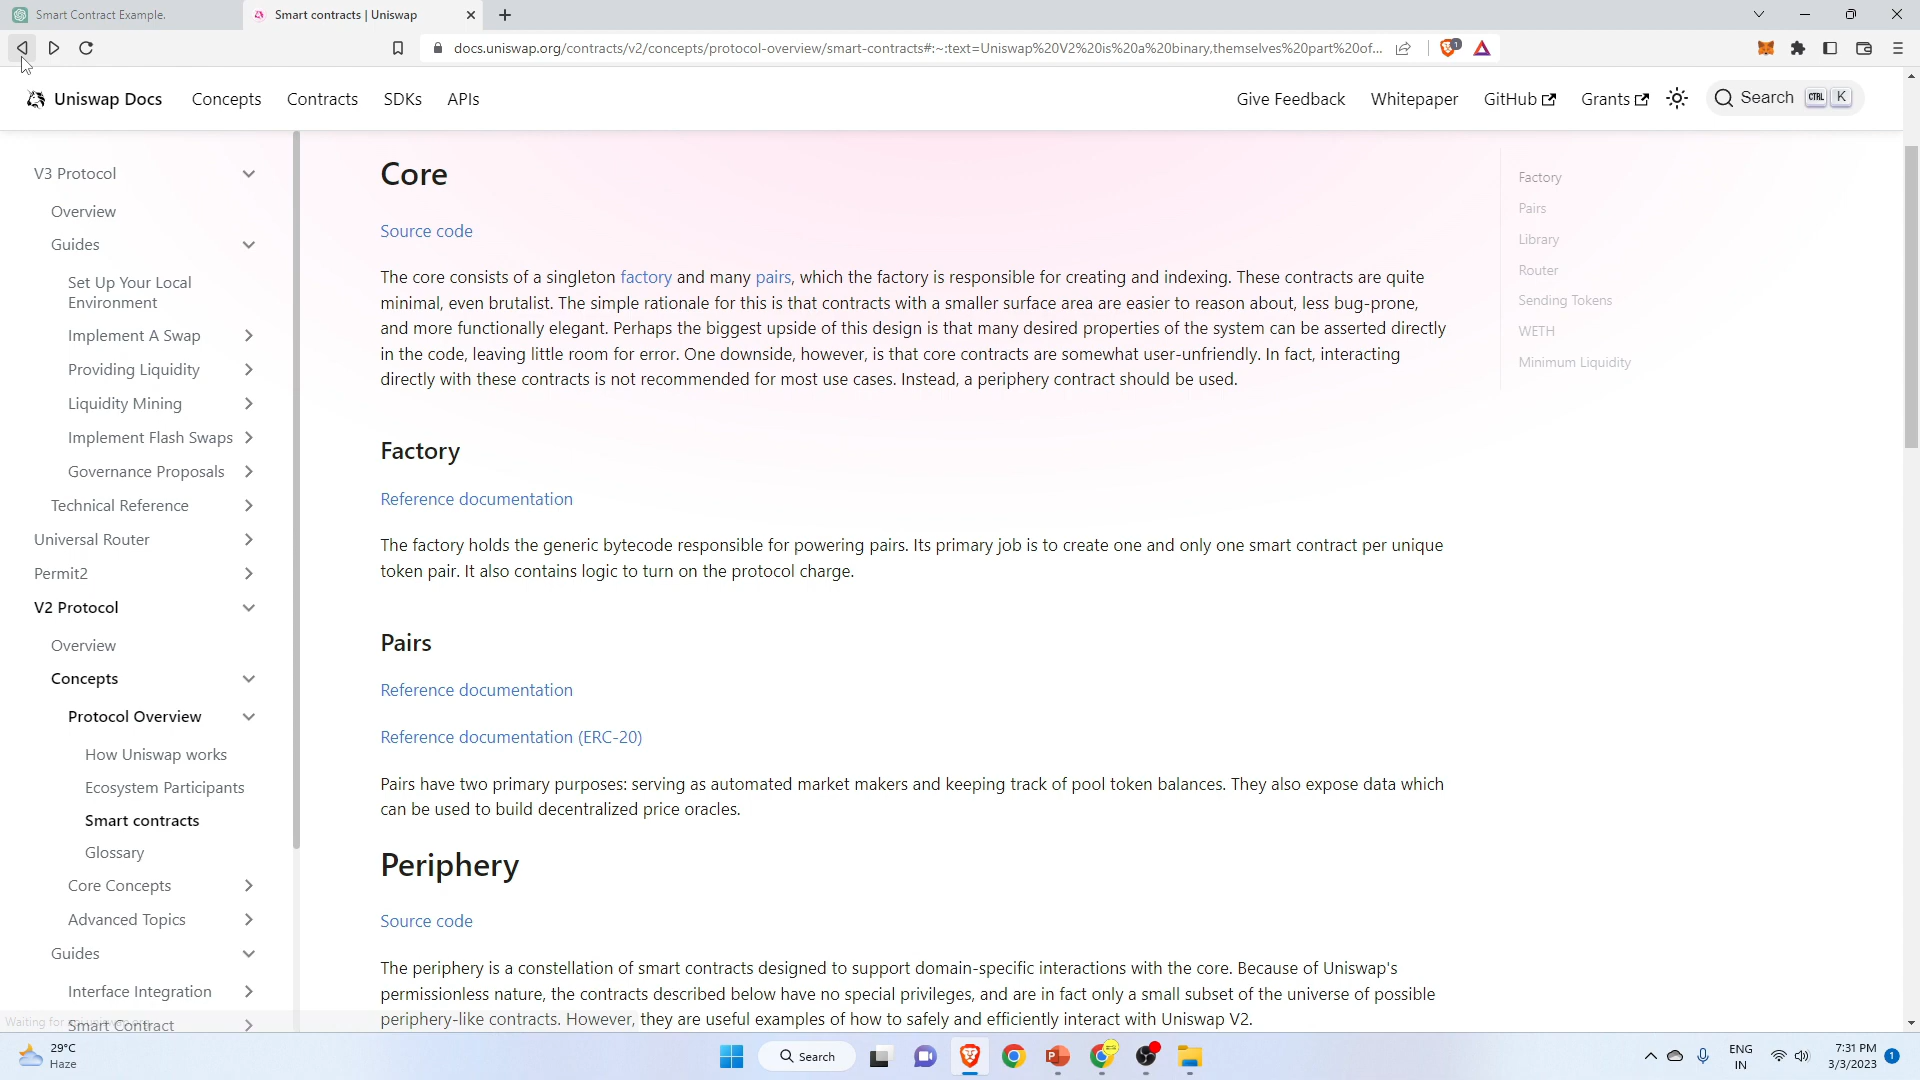 Smart Contract Example.
Smart contracts | Uniswap
docs.uniswap.org/contracts/v2/concepts/protocol-overview/smart-contracts#:~:text=Uniswap%20V2%20is%20a%20binary,themselves%20part%20of...
1
Uniswap Docs
Concepts
Contracts
SDKs
APIs
Give Feedback
Whitepaper
GitHub
Grants
Search CTRL K
V3 Protocol
Overview
Guides
Set Up Your Local
Environment
Implement A Swap
Providing Liquidity
Liquidity Mining
Implement Flash Swaps
Governance Proposals
Technical Reference
Universal Router
Permit2
V2 Protocol
Overview
Concepts
Protocol Overview
How Uniswap works
Ecosystem Participants
Smart contracts
Glossary
Core Concepts
Advanced Topics
Guides
Interface Integration
Smart Contract
Waiting for
Core
Source code
The core consists of a singleton factory and many pairs, which the factory is responsible for creating and indexing. These contracts are quite
minimal, even brutalist. The simple rationale for this is that contracts with a smaller surface area are easier to reason about, less bug-prone,
and more functionally elegant. Perhaps the biggest upside of this design is that many desired properties of the system can be asserted directly
in the code, leaving little room for error. One downside, however, is that core contracts are somewhat user-unfriendly. In fact, interacting
directly with these contracts is not recommended for most use cases. Instead, a periphery contract should be used.
Factory
Reference documentation
The factory holds the generic bytecode responsible for powering pairs. Its primary job is to create one and only one smart contract per unique
token pair. It also contains logic to turn on the protocol charge.
Pairs
Reference documentation
Reference documentation (ERC-20)
Pairs have two primary purposes: serving as automated market makers and keeping track of pool token balances. They also expose data which
can be used to build decentralized price oracles.
Periphery
Source code
The periphery is a constellation of smart contracts designed to support domain-specific interactions with the core. Because of Uniswap's
permissionless nature, the contracts described below have no special privileges, and are in fact only a small subset of the universe of possible
periphery-like contracts. However, they are useful examples of how to safely and efficiently interact with Uniswap V2.
Factory
Pairs
Library
Router
Sending Tokens
WETH
Minimum Liquidity
29°C
Haze
Search
ENG
IN
7:31 PM
3/3/2023
1